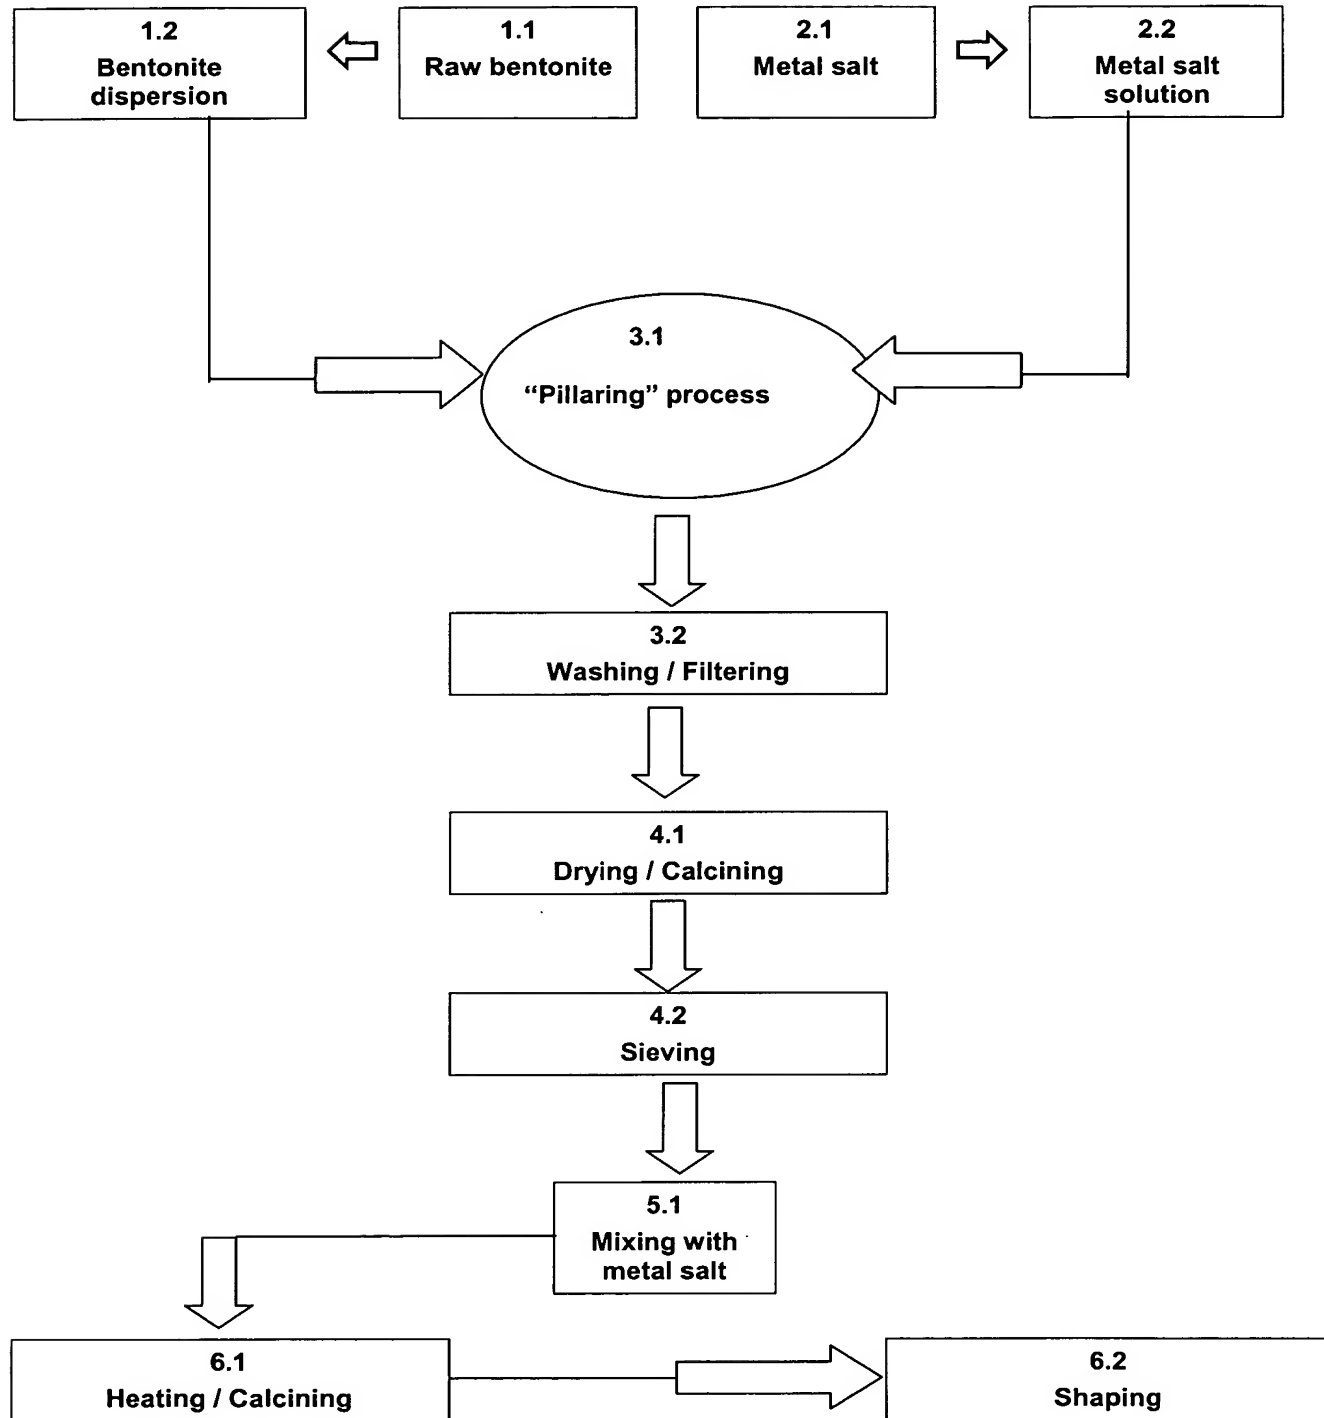 1.2
Bentonite
dispersion
1.1
Raw bentonite
2.1
Metal salt
2.2
Metal salt
solution
3.1
“Pillaring” process
3.2
Washing / Filtering
4.1
Drying / Calcining
4.2
Sieving
5.1
Mixing with
metal salt
6.1
Heating / Calcining
6.2
Shaping